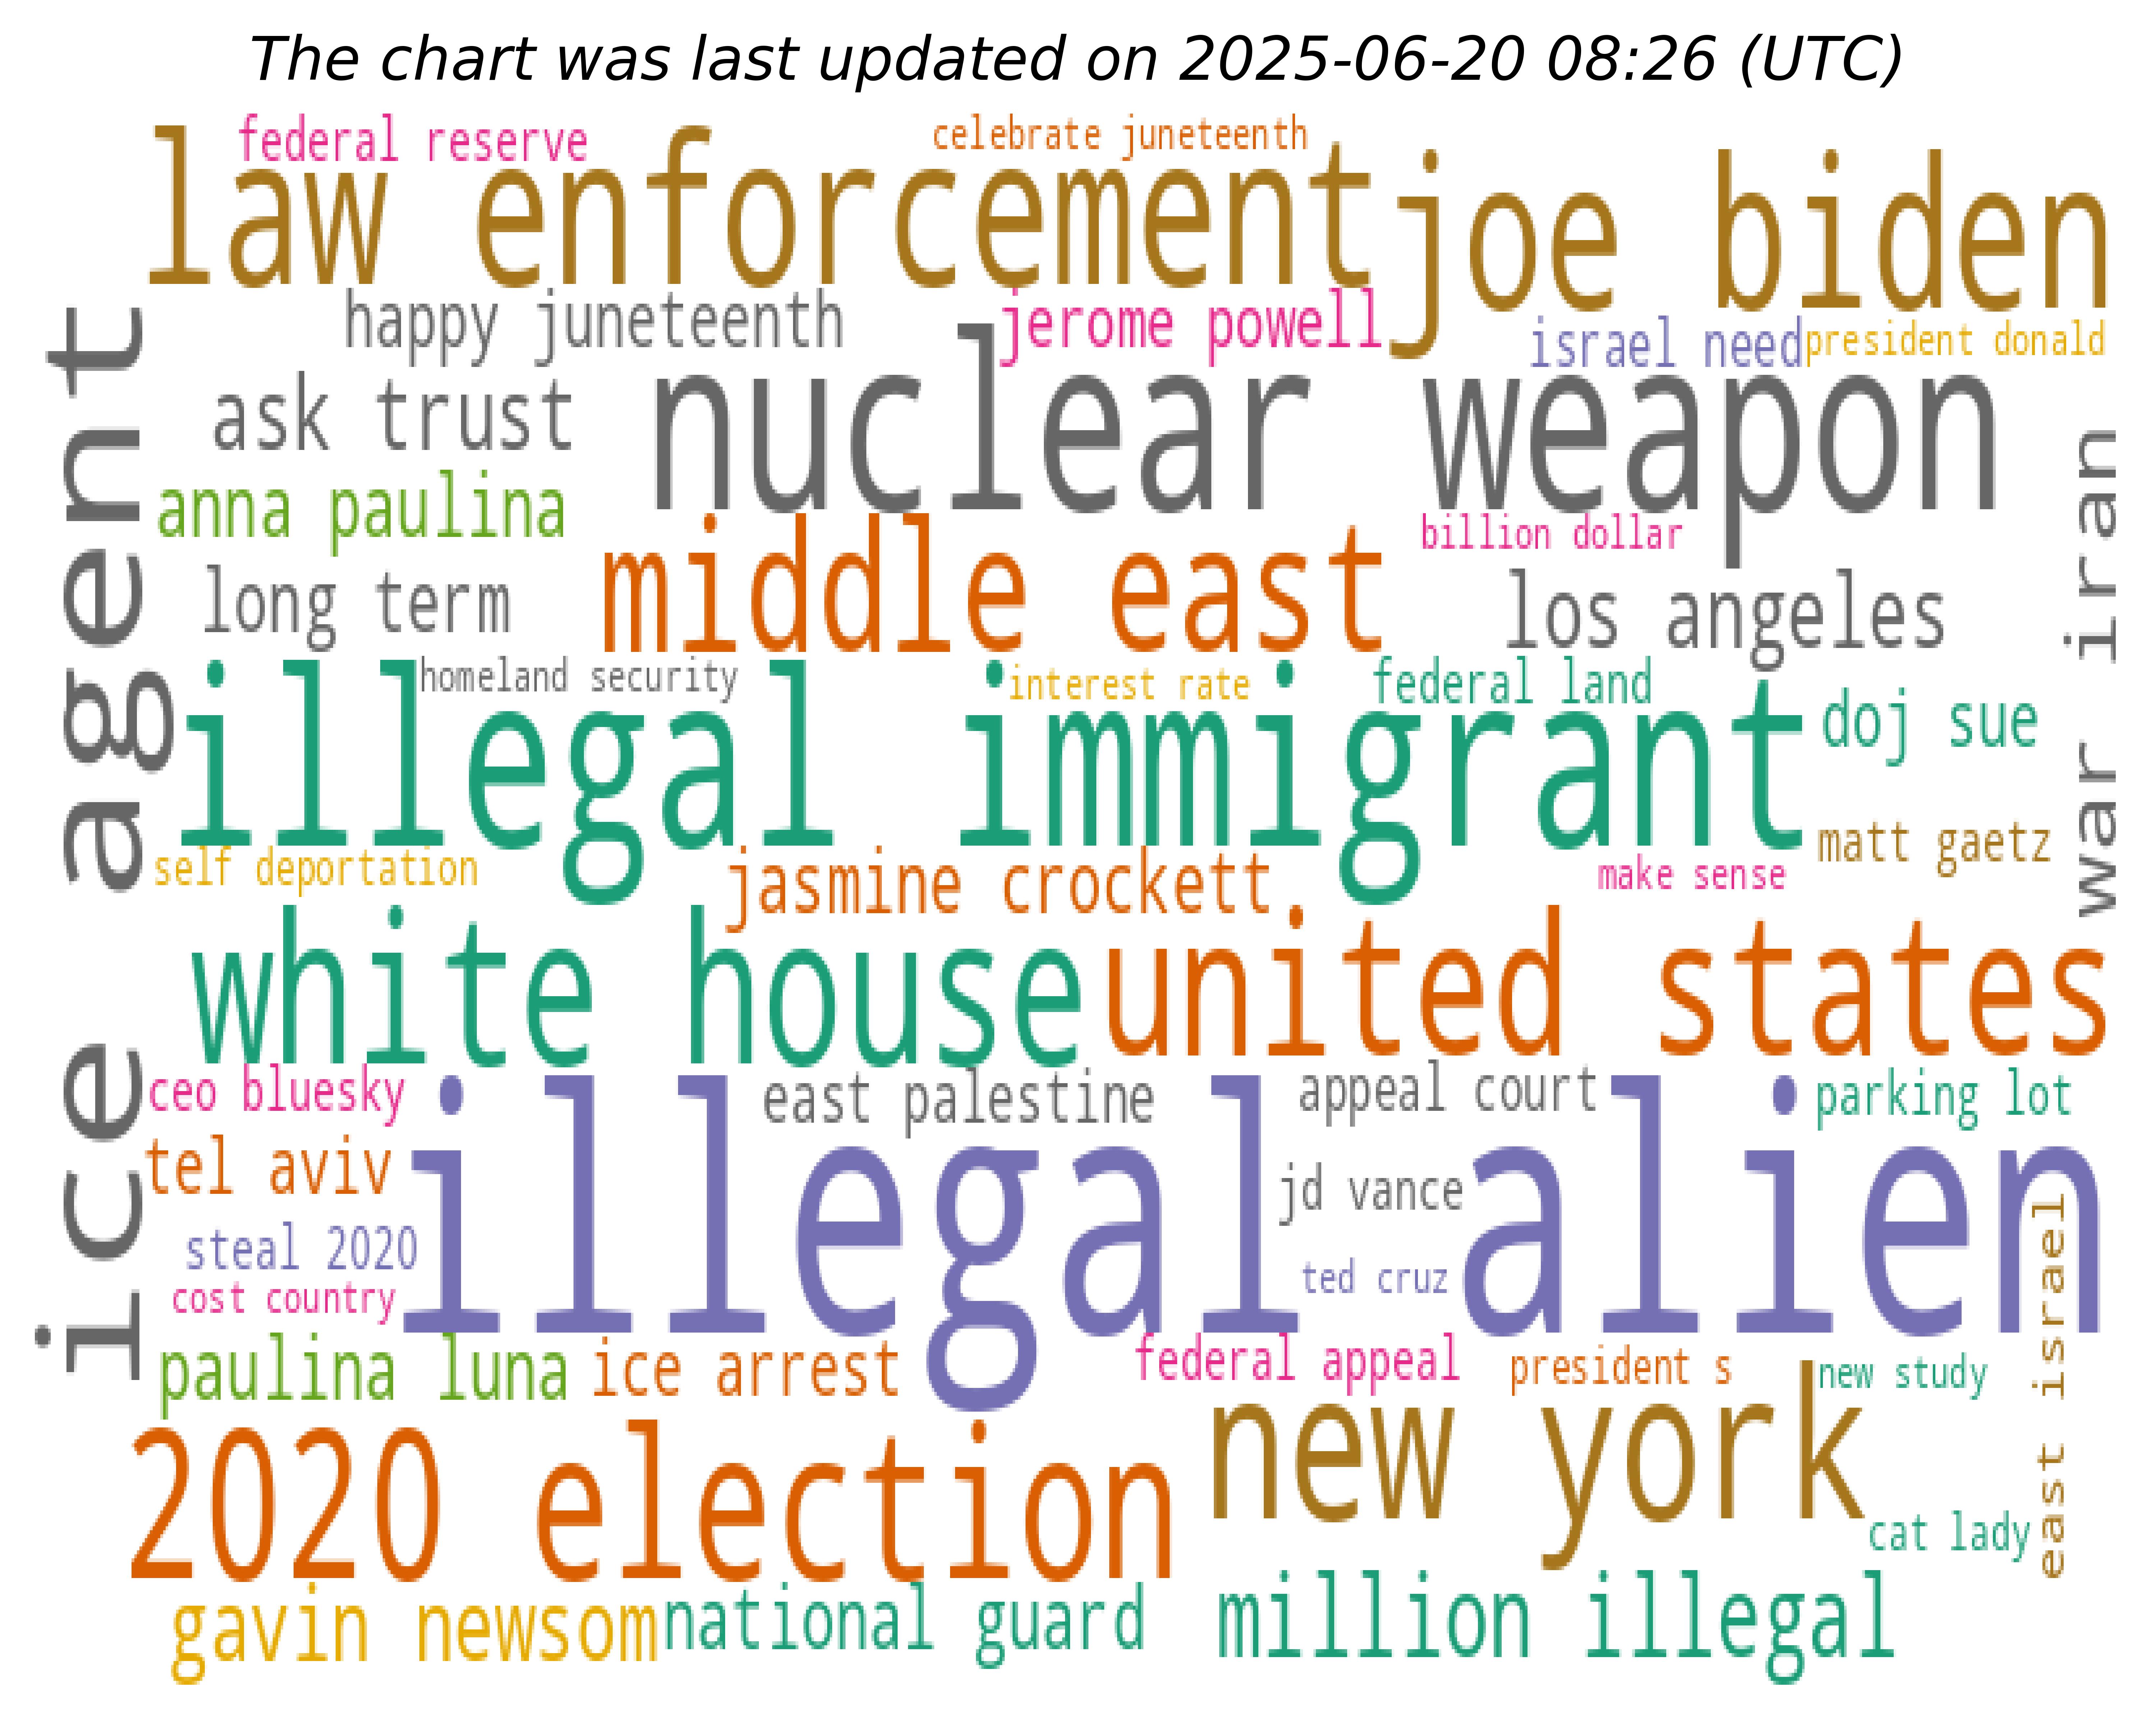 The chart was last updated on 2025-06-20 08:26 (UTC)
federal reserve
celebrate juneteenth
law enforcement
joe biden
happy juneteenth
jerome powell
israel need
president donald
ask trust
nuclear weapon
anna paulina
billion dollar
middle east
long term
los angeles
war iran
ice agent
homeland security
interest rate
federal land
illegal immigrant
doj sue
matt gaetz
self deportation
jasmine crockett
make sense
white house
united states
ceo bluesky
east palestine
appeal court
parking lot
tel aviv
illegal alien
jd vance
steal 2020
ted cruz
cost country
east israel
paulina luna
ice arrest
federal appeal
president s
new study
2020 election
new york
cat lady
gavin newsom
national guard
million illegal